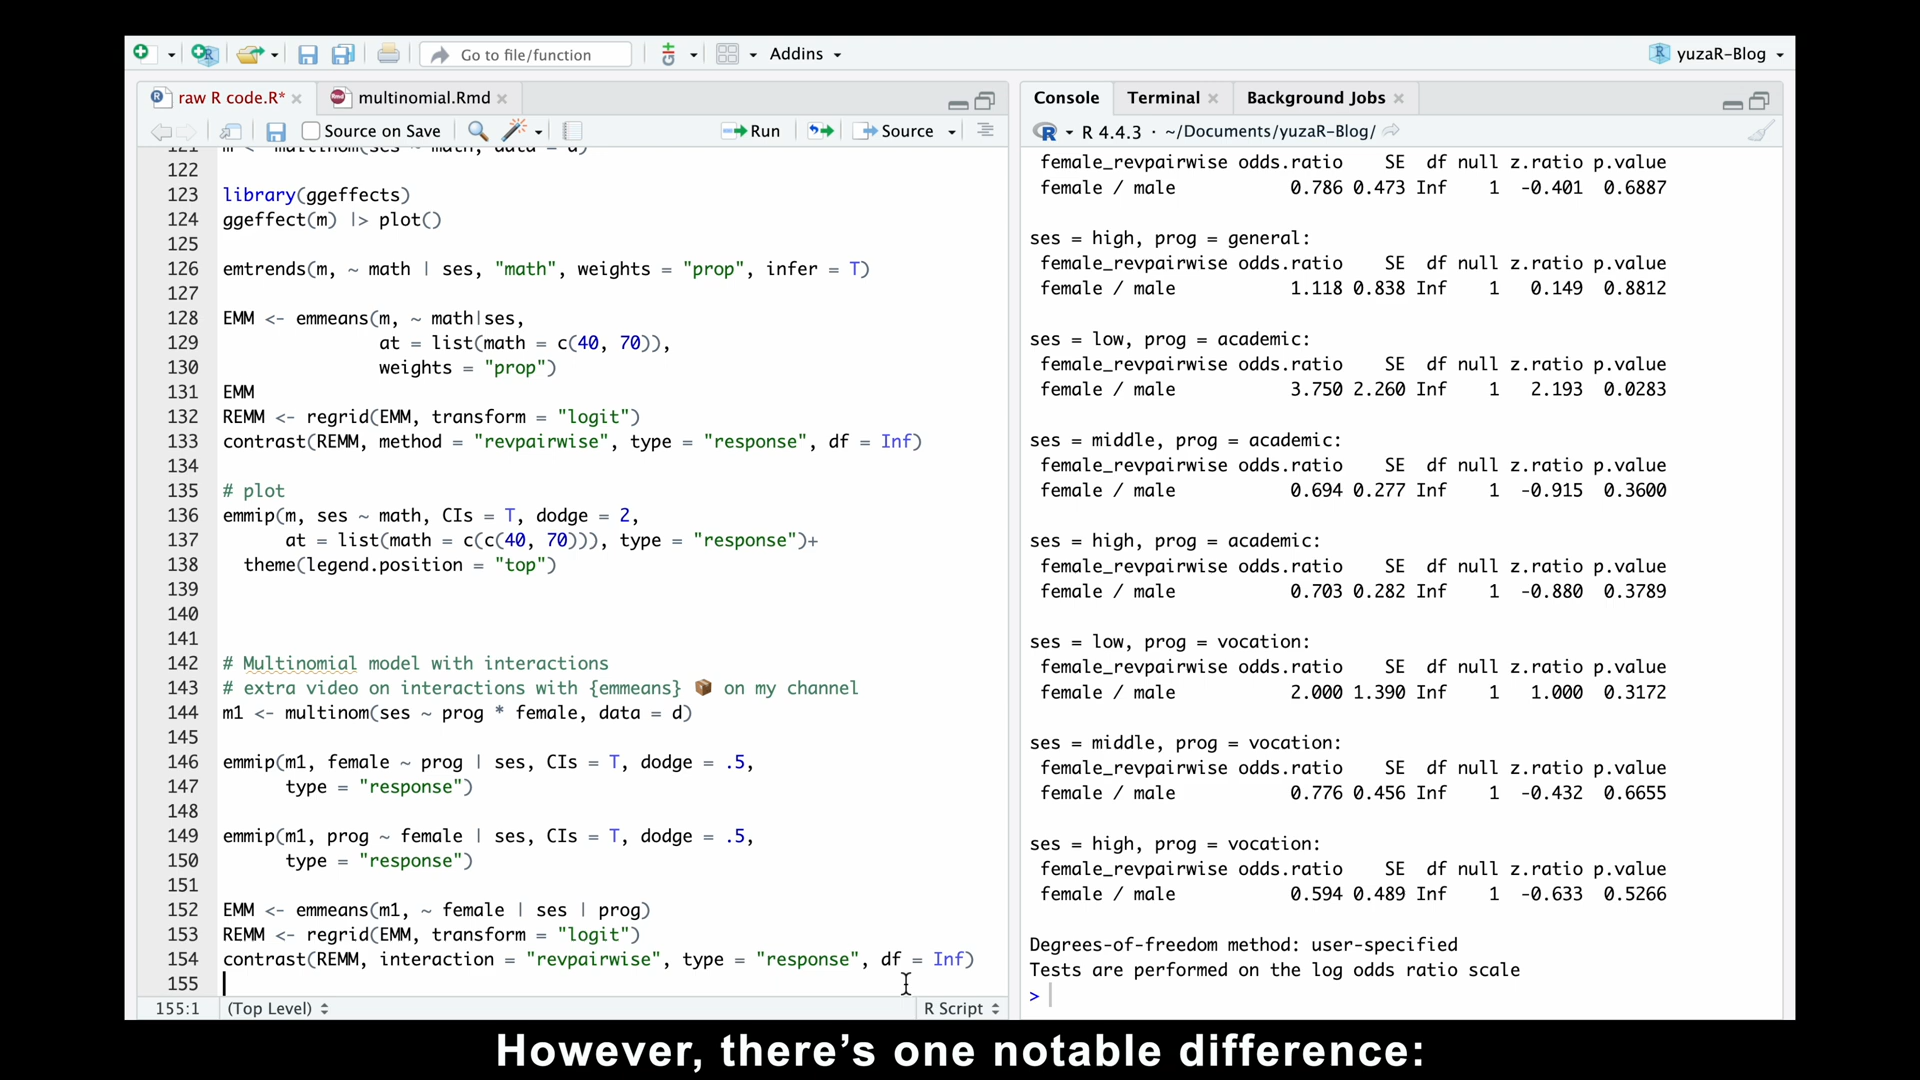 Go to file/function
Addins
yuzaR-Blog
raw R code.R*
multinomial.Rmd
Source on Save
Run
Source
121 m <- multinom(ses ~ math, data = d)
122
123 library(ggeffects)
124 ggeffect(m) |> plot()
125
126 emtrends(m, ~ math | ses, "math", weights = "prop", infer = T)
127
128 EMM <- emmeans(m, ~ math|ses,
129 at = list(math = c(40, 70)),
130 weights = "prop")
131 EMM
132 REMM <- regrid(EMM, transform = "logit")
133 contrast(REMM, method = "revpairwise", type = "response", df = Inf)
134
135 # plot
136 emmip(m, ses ~ math, CIs = T, dodge = 2,
137 at = list(math = c(c(40, 70))), type = "response")+
138 theme(legend.position = "top")
139
140
141
142 # Multinomial model with interactions
143 # extra video on interactions with {emmeans} 📦 on my channel
144 m1 <- multinom(ses ~ prog * female, data = d)
145
146 emmip(m1, female ~ prog | ses, CIs = T, dodge = .5,
147 type = "response")
148
149 emmip(m1, prog ~ female | ses, CIs = T, dodge = .5,
150 type = "response")
151
152 EMM <- emmeans(m1, ~ female | ses | prog)
153 REMM <- regrid(EMM, transform = "logit")
154 contrast(REMM, interaction = "revpairwise", type = "response", df = Inf)
155
155:1 (Top Level) R Script
Console Terminal Background Jobs
R 4.4.3 · ~/Documents/yuzaR-Blog/
female_revpairwise odds.ratio SE df null z.ratio p.value
female / male 0.786 0.473 Inf 1 -0.401 0.6887
ses = high, prog = general:
female_revpairwise odds.ratio SE df null z.ratio p.value
female / male 1.118 0.838 Inf 1 0.149 0.8812
ses = low, prog = academic:
female_revpairwise odds.ratio SE df null z.ratio p.value
female / male 3.750 2.260 Inf 1 2.193 0.0283
ses = middle, prog = academic:
female_revpairwise odds.ratio SE df null z.ratio p.value
female / male 0.694 0.277 Inf 1 -0.915 0.3600
ses = high, prog = academic:
female_revpairwise odds.ratio SE df null z.ratio p.value
female / male 0.703 0.282 Inf 1 -0.880 0.3789
ses = low, prog = vocation:
female_revpairwise odds.ratio SE df null z.ratio p.value
female / male 2.000 1.390 Inf 1 1.000 0.3172
ses = middle, prog = vocation:
female_revpairwise odds.ratio SE df null z.ratio p.value
female / male 0.776 0.456 Inf 1 -0.432 0.6655
ses = high, prog = vocation:
female_revpairwise odds.ratio SE df null z.ratio p.value
female / male 0.594 0.489 Inf 1 -0.633 0.5266
Degrees-of-freedom method: user-specified
Tests are performed on the log odds ratio scale
>
However, there's one notable difference: